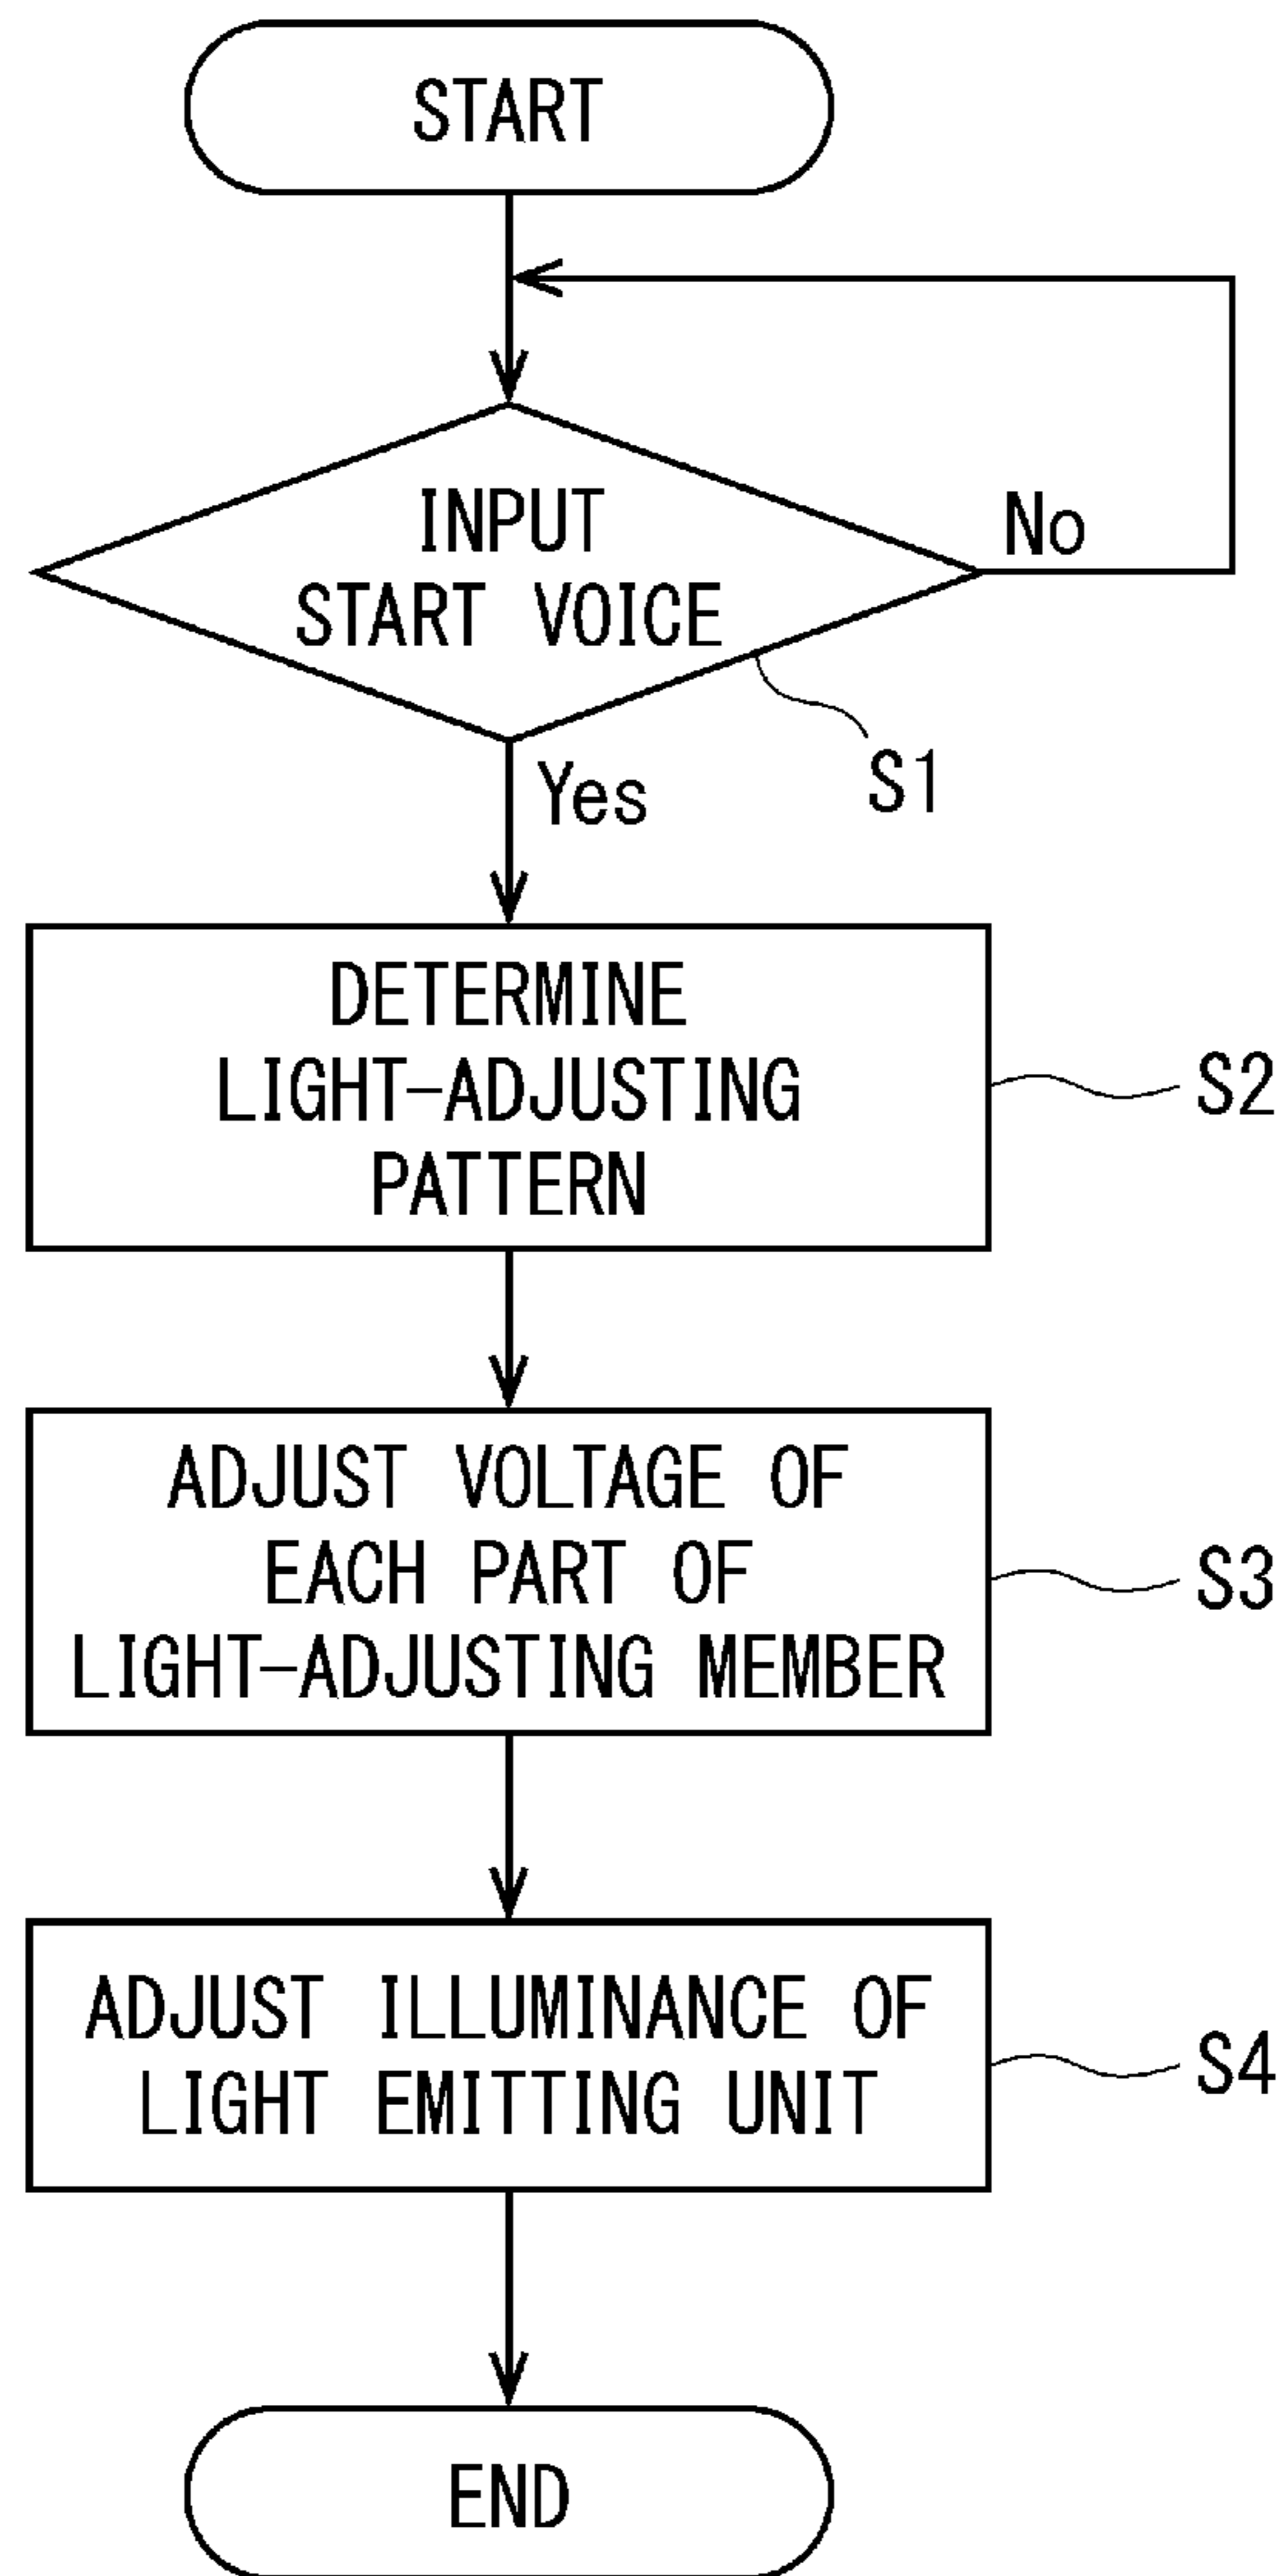 START
INPUT
START VOICE
No
S1
Yes
DETERMINE
LIGHT-ADJUSTING
PATTERN
S2
ADJUST VOLTAGE OF
EACH PART OF
LIGHT-ADJUSTING MEMBER
S3
ADJUST ILLUMINANCE OF
LIGHT EMITTING UNIT
S4
END